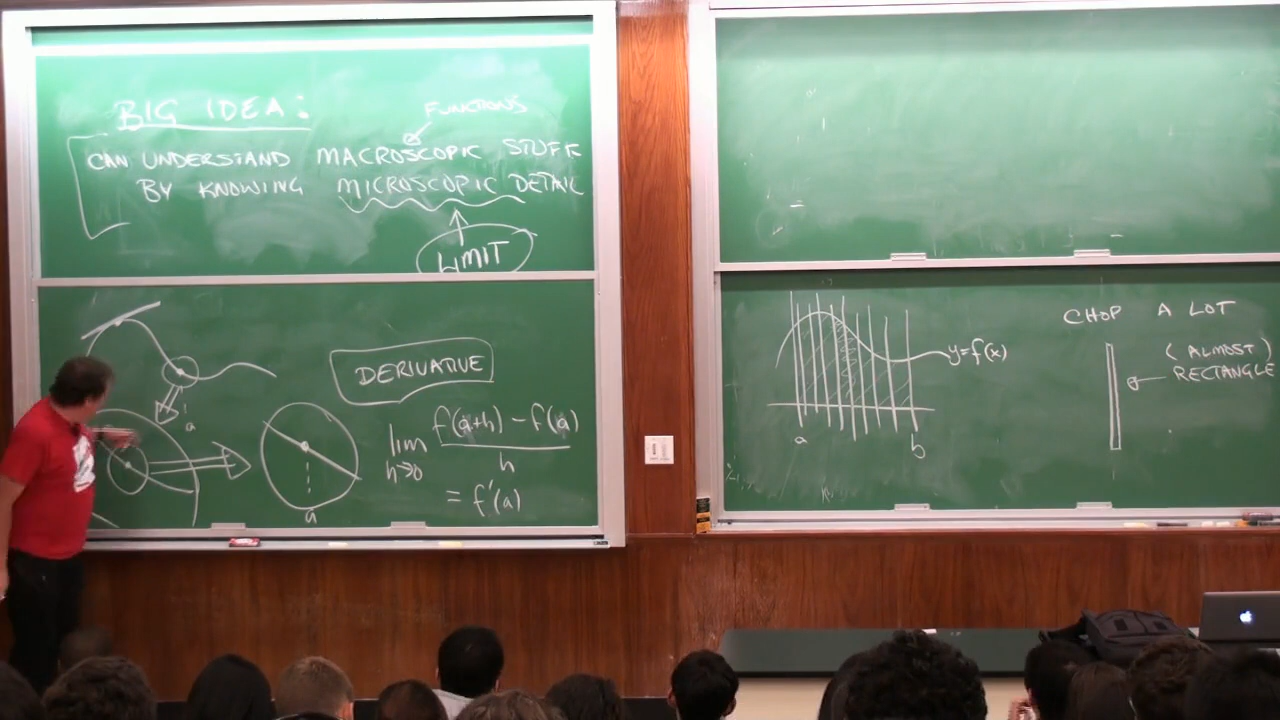 BIG IDEA:
FUNCTIONS
CAN UNDERSTAND MACROSCOPIC STUFF
BY KNOWING MICROSCOPIC DETAIL
LIMIT
a
DERIVATIVE
a
lim h→0 f(a+h) - f(a) / h
= f'(a)
y=f(x)
a
b
CHOP A LOT
(ALMOST)
RECTANGLE